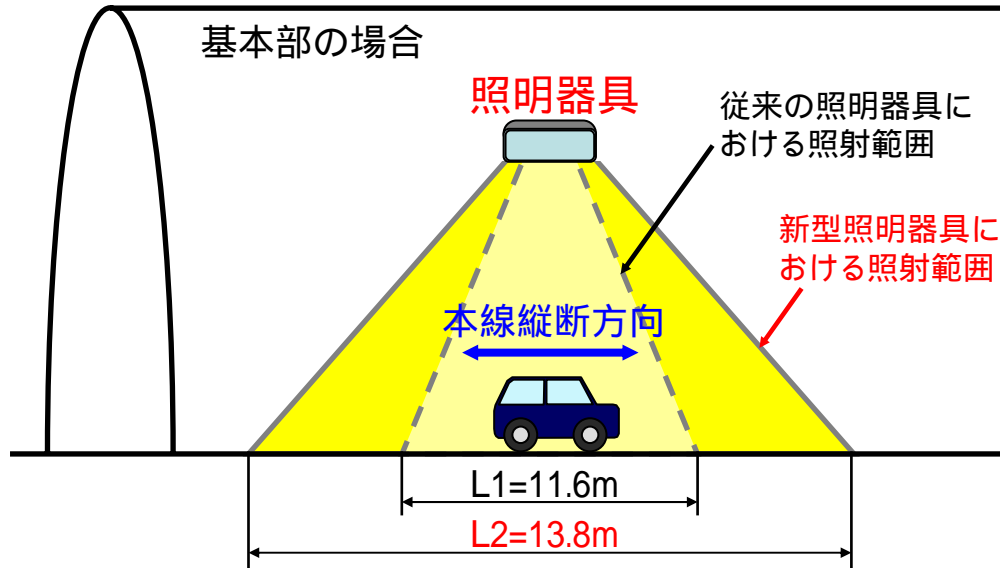 基本部の場合
照明器具
従来の照明器具に
おける照射範囲
新型照明器具に
おける照射範囲
本線縦断方向
L1=11.6m
L2=13.8m